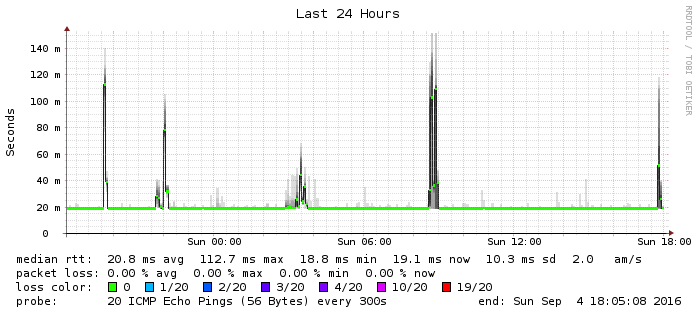 Last 24 Hours
RRDTOOL / TOBI OETIKER
Seconds
140 m
120 m
100 m
80 m
60 m
40 m
20 m
0
Sun 00:00 Sun 06:00 Sun 12:00 Sun 18:00
median rtt: 20.8 ms avg 112.7 ms max 18.8 ms min 19.1 ms now 10.3 ms sd 2.0 am/s
packet loss: 0.00 % avg 0.00 % max 0.00 % min 0.00 % now
loss color: 0 1/20 2/20 3/20 4/20 10/20 19/20
probe: 20 ICMP Echo Pings (56 Bytes) every 300s end: Sun Sep 4 18:05:08 2016